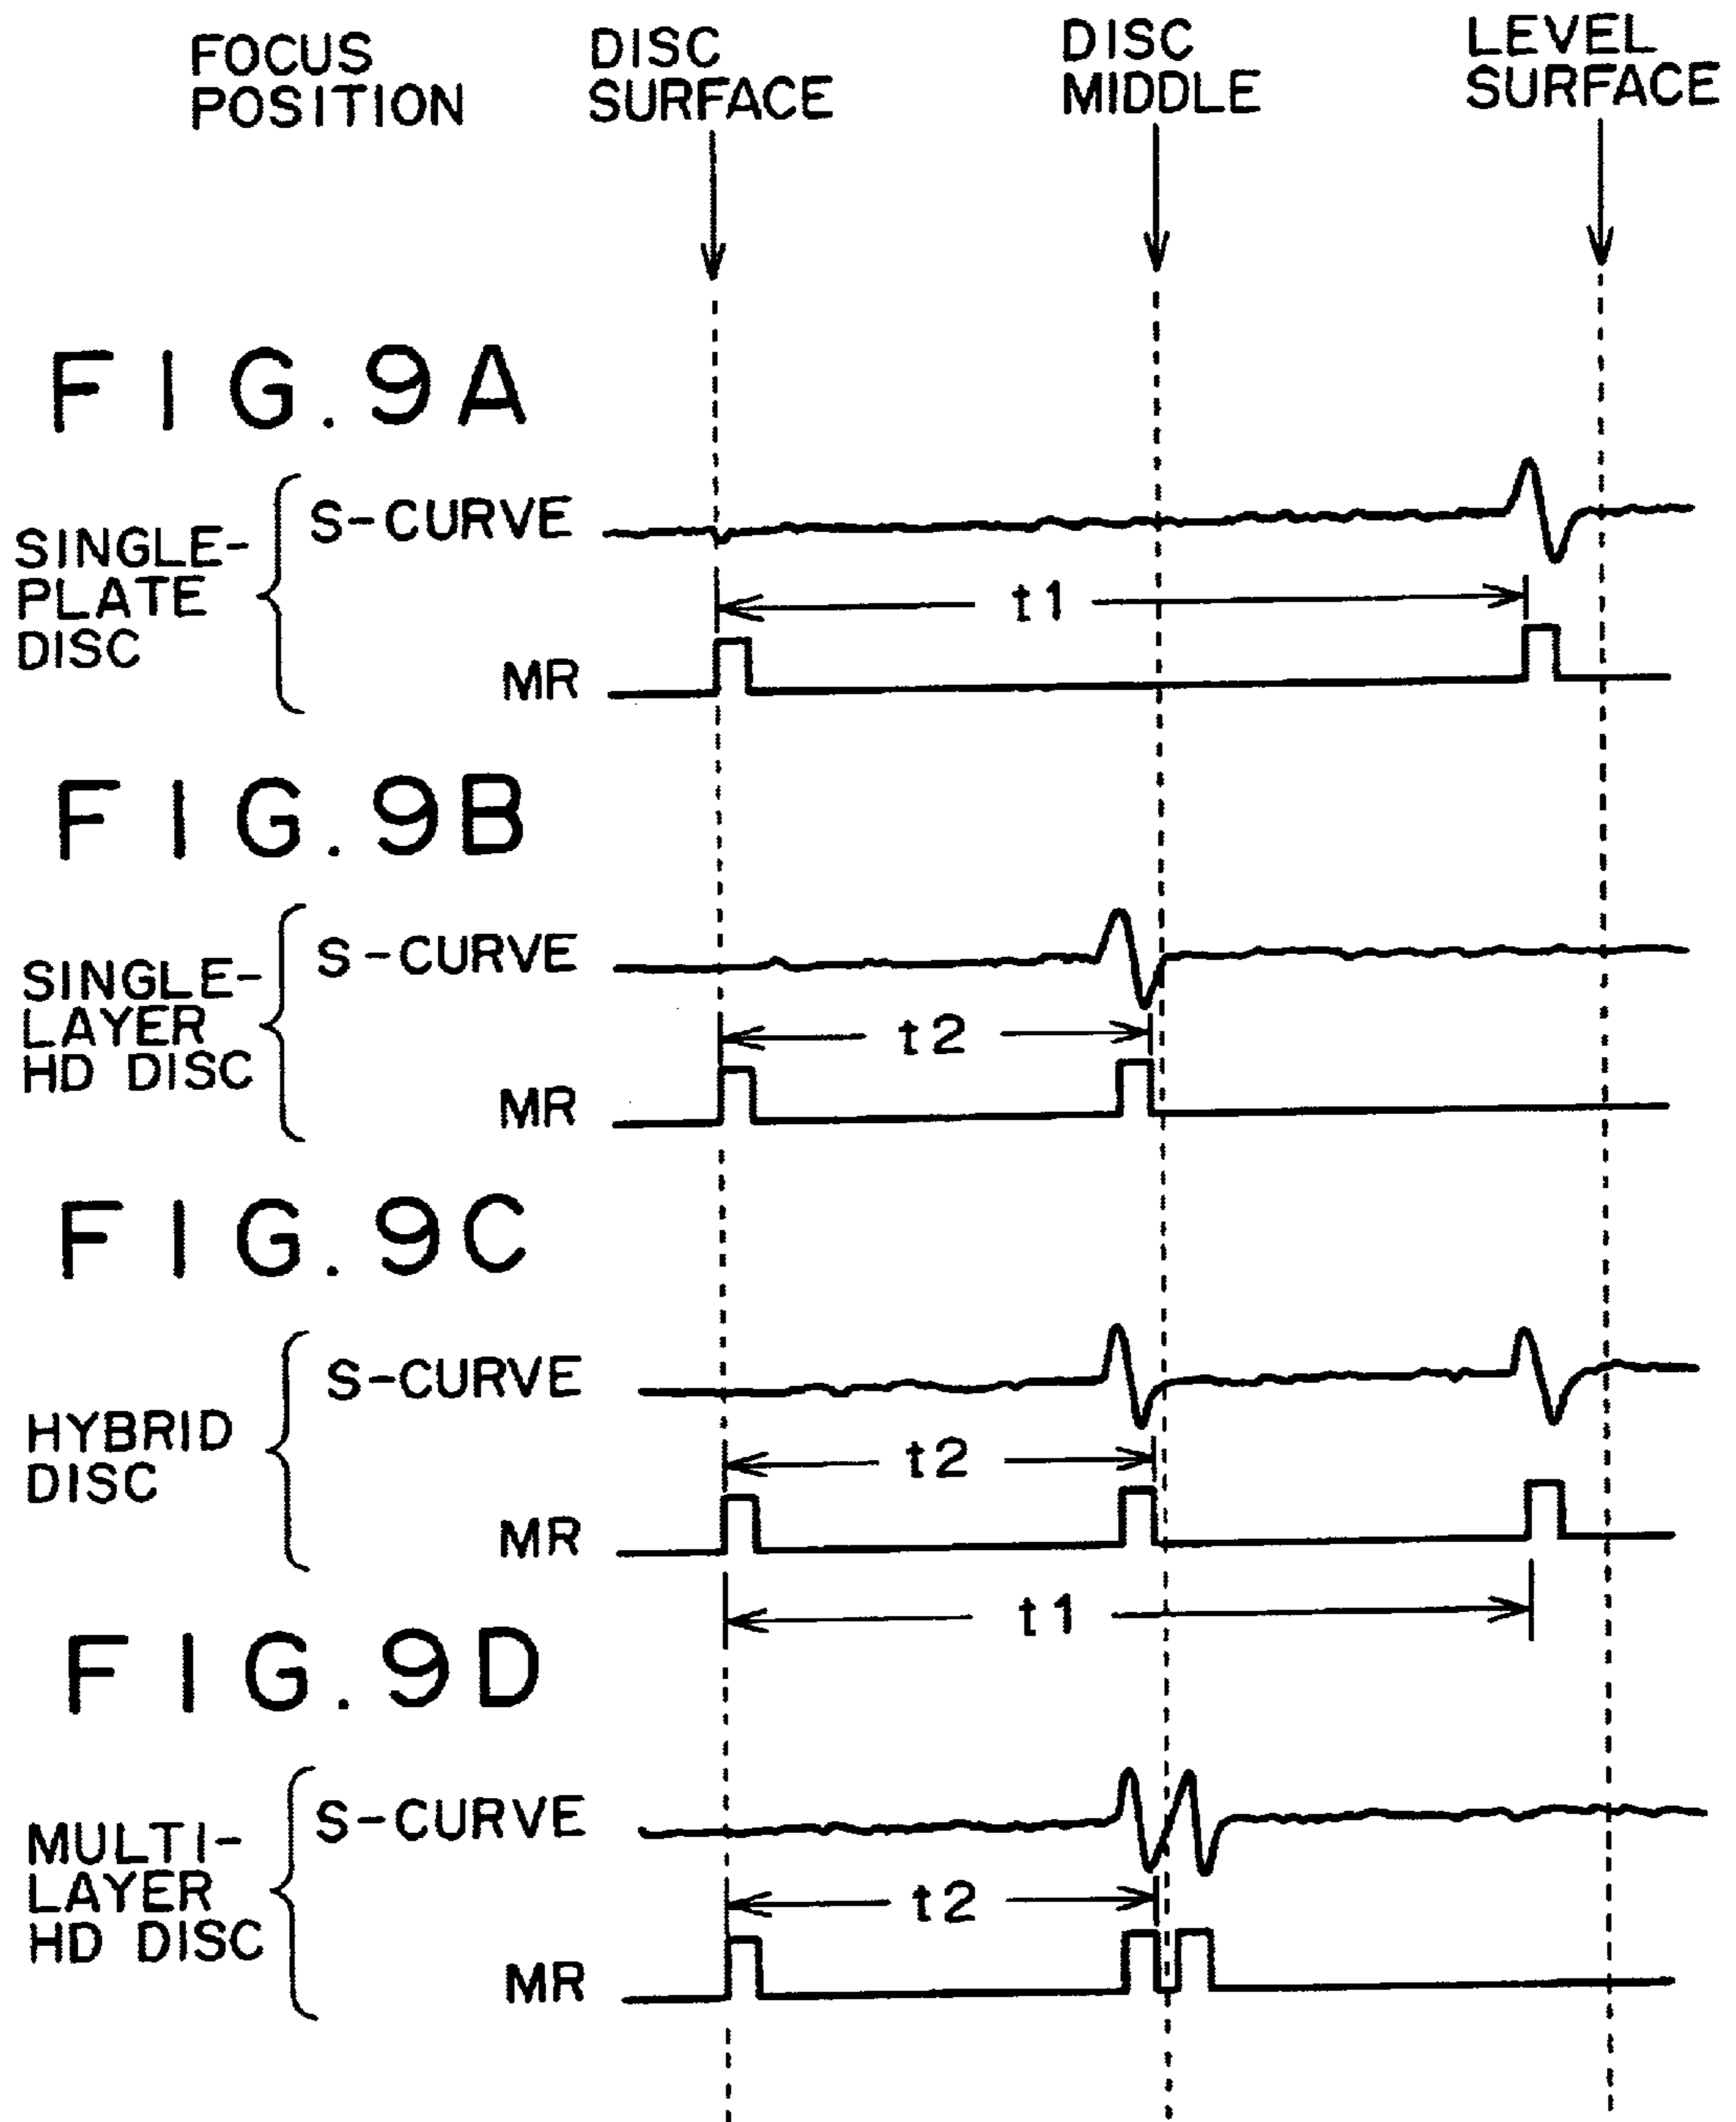 FOCUS
POSITION
DISC
SURFACE
DISC
MIDDLE
LEVEL
SURFACE
FIG.9A
SINGLE-
PLATE
DISC
S-CURVE
t1
MR
FIG.9B
SINGLE-
LAYER
HD DISC
S-CURVE
t2
MR
FIG.9C
HYBRID
DISC
S-CURVE
t2
MR
t1
FIG.9D
MULTI-
LAYER
HD DISC
S-CURVE
t2
MR